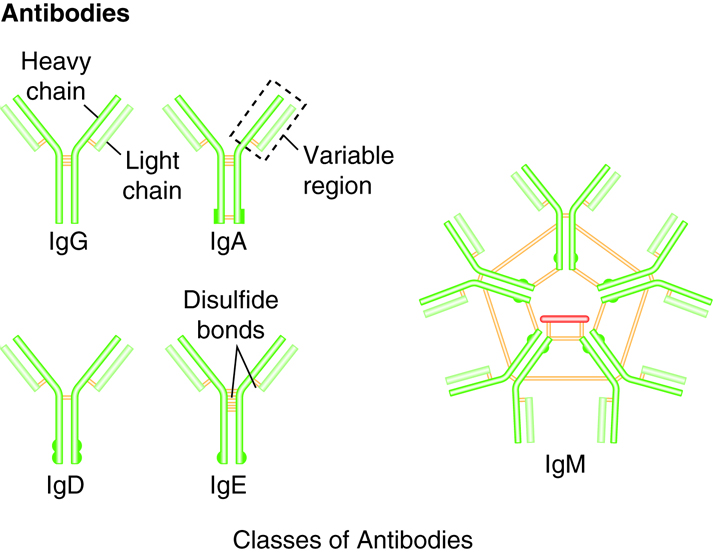 Antibodies
Heavy
chain
Light
chain
Variable
region
IgG
IgA
Disulfide
bonds
IgD
IgE
IgM
Classes of Antibodies